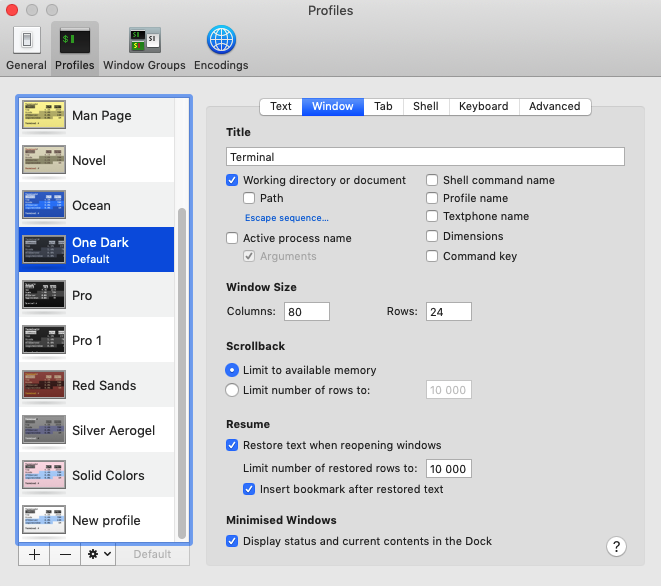 Profiles
General
Profiles
Window Groups
Encodings
Man Page
Novel
Ocean
One Dark
Default
Pro
Pro 1
Red Sands
Silver Aerogel
Solid Colors
New profile
Default
Text Window Tab Shell Keyboard Advanced
Title
Terminal
Working directory or document
Path
Escape sequence...
Active process name
Arguments
Shell command name
Profile name
Textphone name
Dimensions
Command key
Window Size
Columns: 80 Rows: 24
Scrollback
Limit to available memory
Limit number of rows to: 10 000
Resume
Restore text when reopening windows
Limit number of restored rows to: 10 000
Insert bookmark after restored text
Minimised Windows
Display status and current contents in the Dock
?